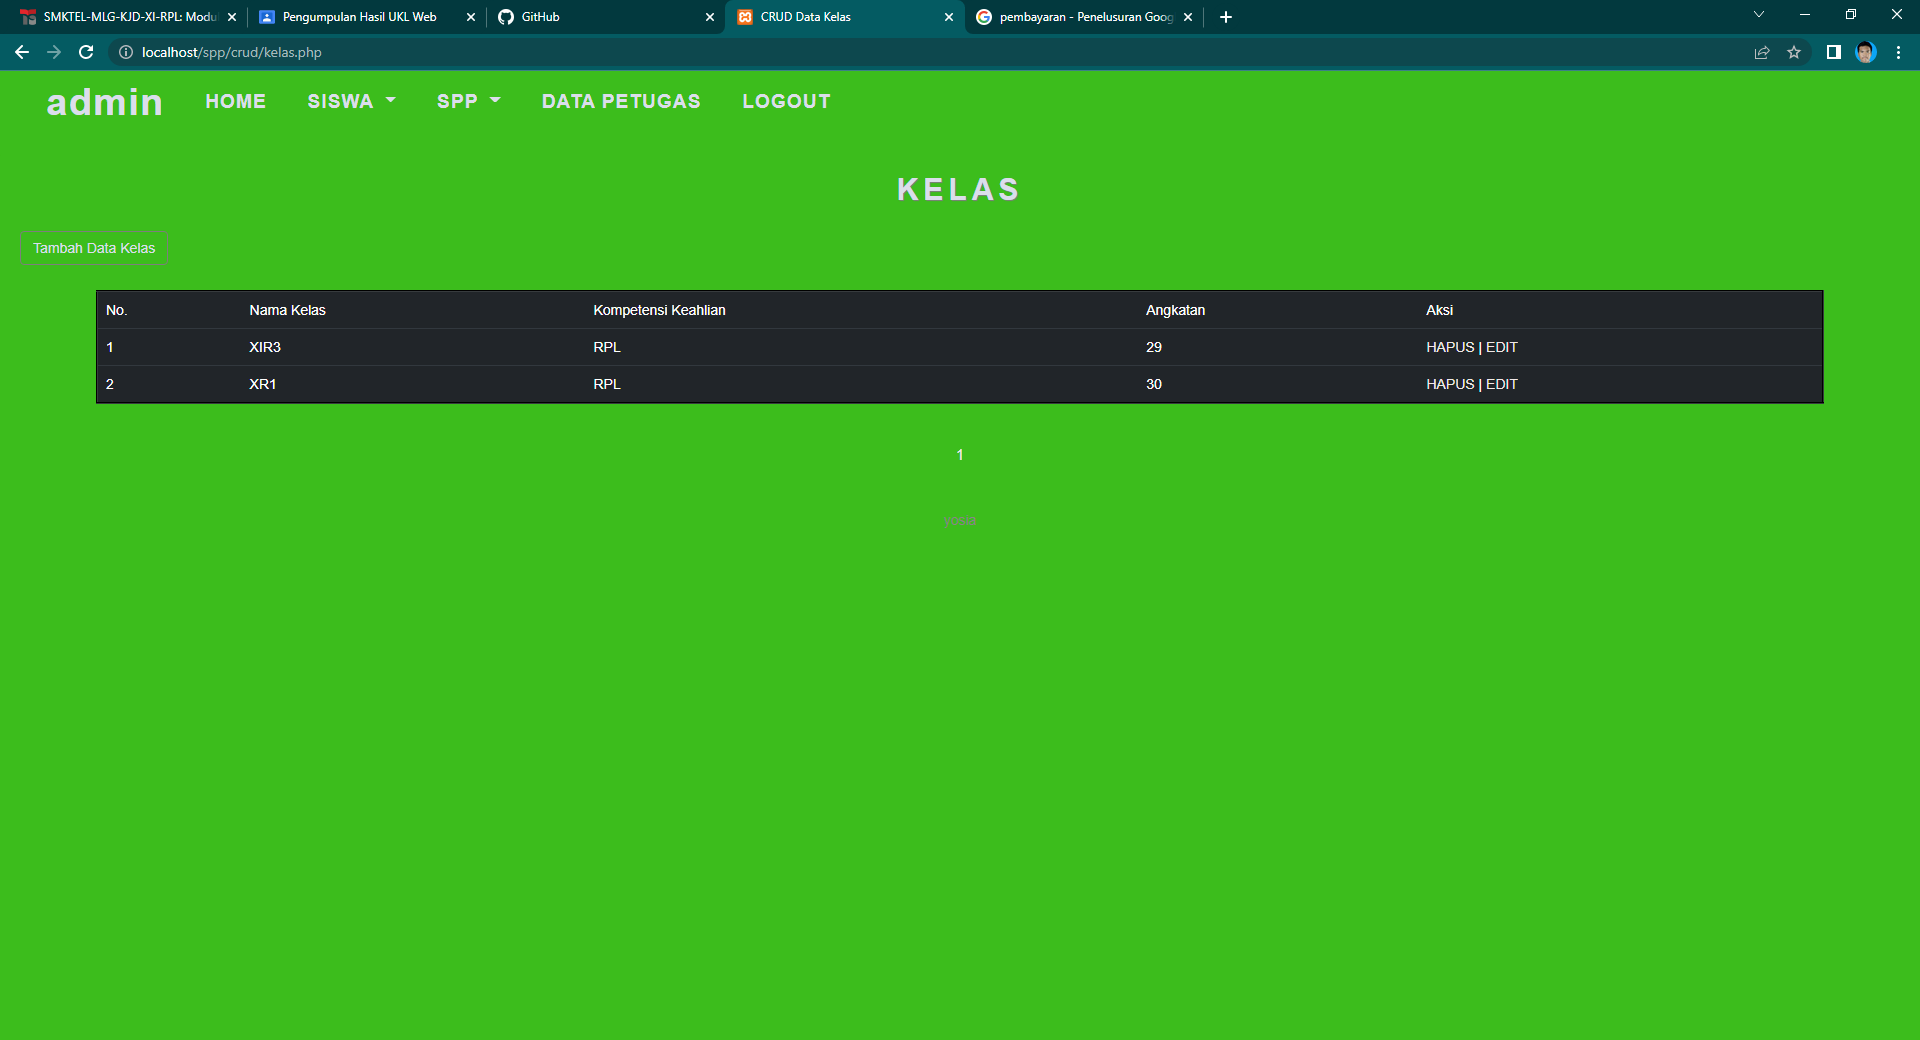 SMKTEL-MLG-KJD-XI-RPL: Modu
Pengumpulan Hasil UKL Web
GitHub
CRUD Data Kelas
pembayaran - Penelusuran Goog
localhost/spp/crud/kelas.php
admin HOME SISWA SPP DATA PETUGAS LOGOUT
KELAS
Tambah Data Kelas
No. Nama Kelas Kompetensi Keahlian Angkatan Aksi
1 XIR3 RPL 29 HAPUS | EDIT
2 XR1 RPL 30 HAPUS | EDIT
1